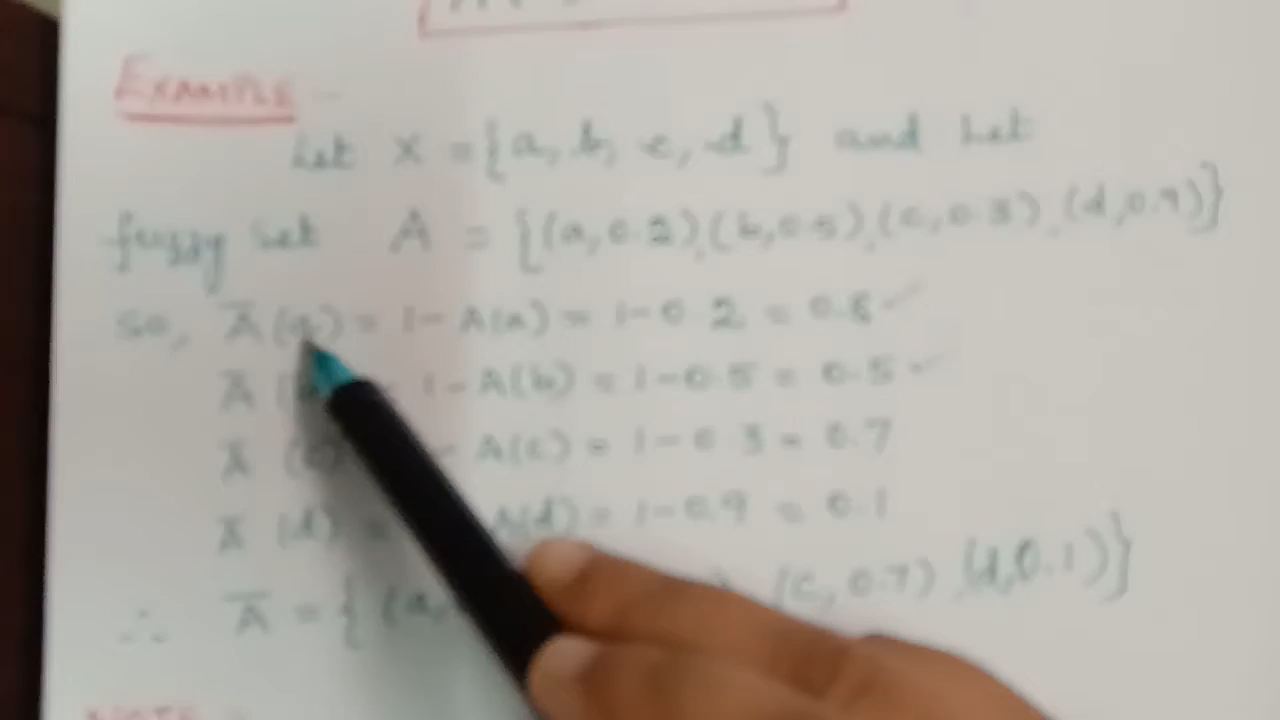 EXAMPLE –
Let X = {a, b, c, d} and let
fuzzy set A = {(a,0.2),(b,0.5),(c,0.3),(d,0.9)}
so, A̅(a) = 1 – A(a) = 1 – 0.2 = 0.8 ✓
A̅ ( = 1 – A(b) = 1 – 0.5 = 0.5 ✓
A̅ (c) – A(c) = 1 – 0.3 = 0.7
A̅ (d) = A(d) = 1 – 0.9 = 0.1
∴ A̅ = { (a, (c, 0.7) (d, 0.1)}